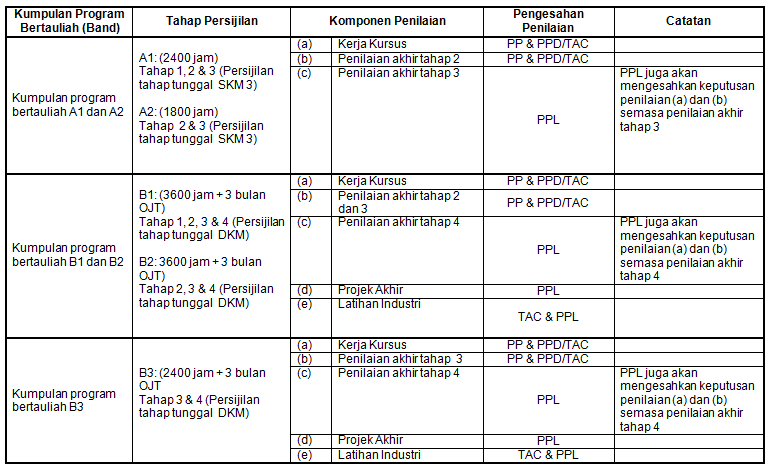 Kumpulan Program
Bertauliah (Band)
Tahap Persijilan
Komponen Penilaian
Pengesahan
Penilaian
Catatan
Kumpulan program
bertauliah A1 dan A2
A1: (2400 jam)
Tahap 1, 2 & 3 (Persijilan
tahap tunggal SKM 3)
A2: (1800 jam)
Tahap 2 & 3 (Persijilan
tahap tunggal SKM 3)
(a) Kerja Kursus PP & PPD/TAC
(b) Penilaian akhir tahap 2 PP & PPD/TAC
(c) Penilaian akhir tahap 3
PPL
PPL juga akan
mengesahkan keputusan
penilaian (a) dan (b)
semasa penilaian akhir
tahap 3
Kumpulan program
bertauliah B1 dan B2
B1: (3600 jam + 3 bulan
OJT)
Tahap 1, 2, 3 & 4 (Persijilan
tahap tunggal DKM)
B2: 3600 jam + 3 bulan
OJT)
Tahap 2, 3 & 4 (Persijilan
tahap tunggal DKM)
(a) Kerja Kursus PP & PPD/TAC
(b) Penilaian akhir tahap 2
dan 3
PP & PPD/TAC
(c) Penilaian akhir tahap 4
PPL
PPL juga akan
mengesahkan keputusan
penilaian (a) dan (b)
semasa penilaian akhir
tahap 4
(d) Projek Akhir PPL
(e) Latihan Industri
TAC & PPL
Kumpulan program
bertauliah B3
B3: (2400 jam + 3 bulan
OJT
Tahap 3 & 4 (Persijilan
tahap tunggal DKM)
(a) Kerja Kursus PP & PPD/TAC
(b) Penilaian akhir tahap 3 PP & PPD/TAC
(c) Penilaian akhir tahap 4
PPL
PPL juga akan
mengesahkan keputusan
penilaian (a) dan (b)
semasa penilaian akhir
tahap 4
(d) Projek Akhir PPL
(e) Latihan Industri TAC & PPL